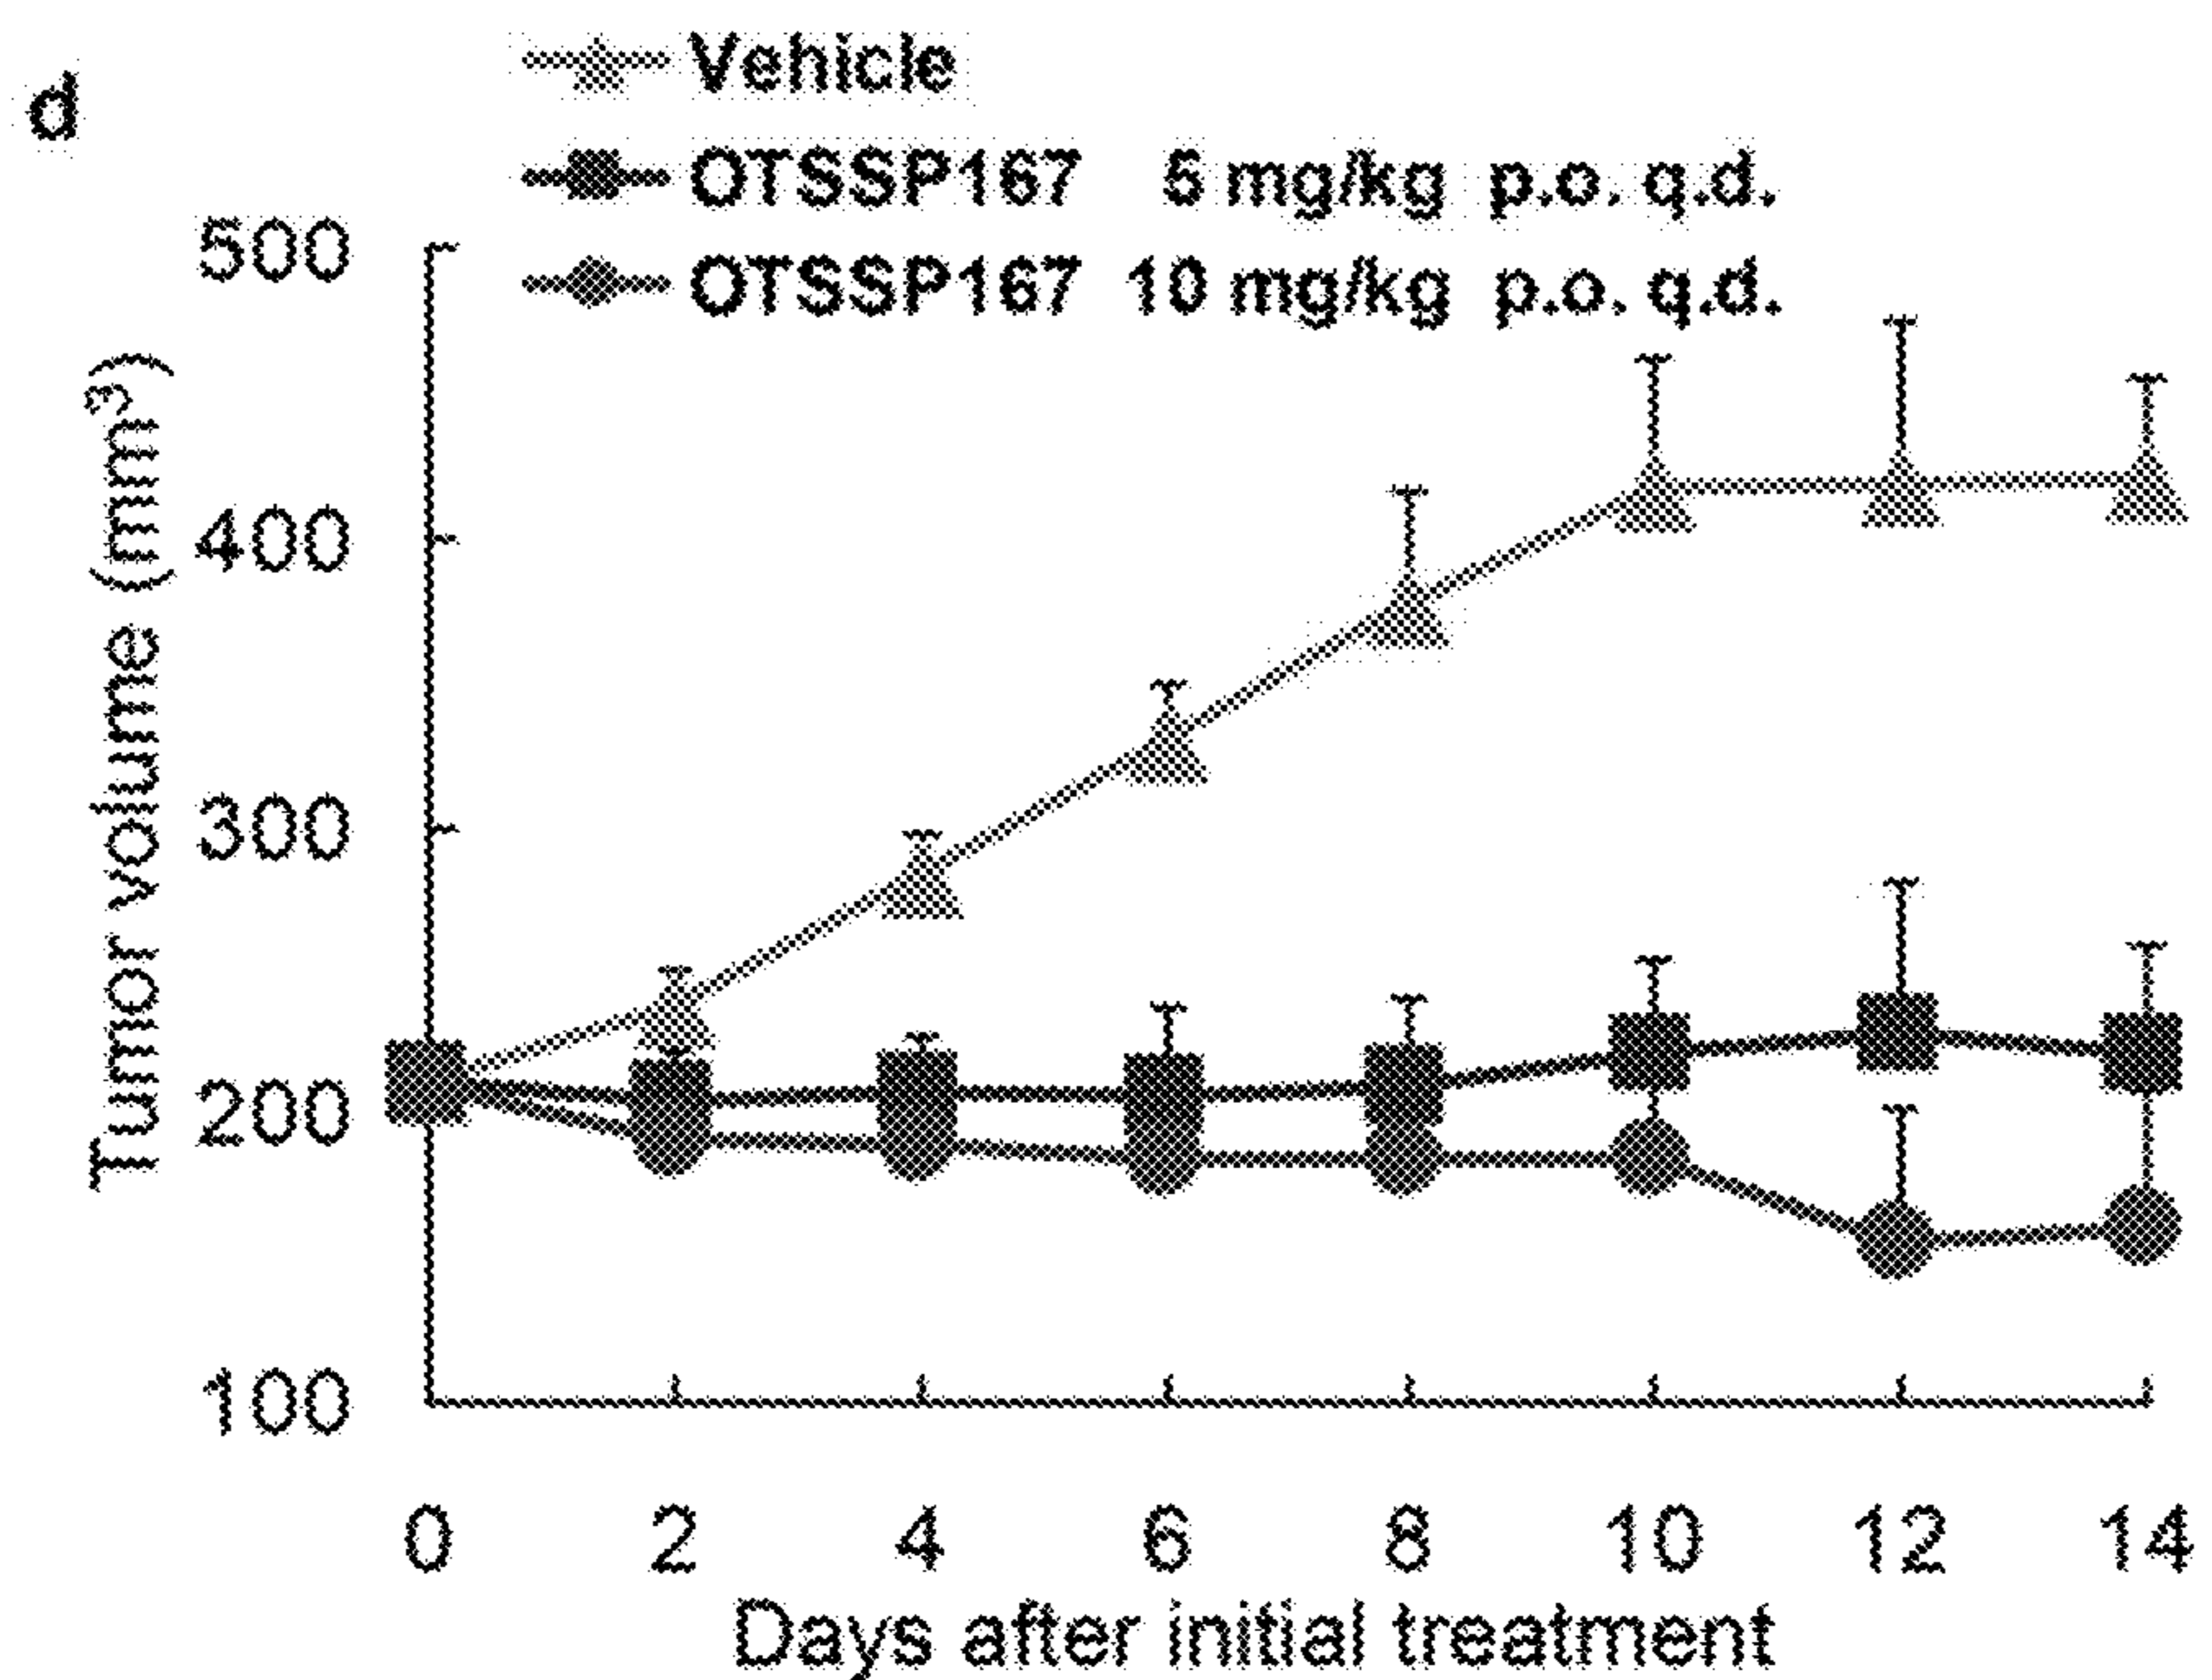 d
Vehicle
OTSSP167 5 mg/kg p.o. q.d.
OTSSP167 10 mg/kg p.o. q.d.
Tumor volume (mm³)
500
400
300
200
100
0 2 4 6 8 10 12 14
Days after initial treatment